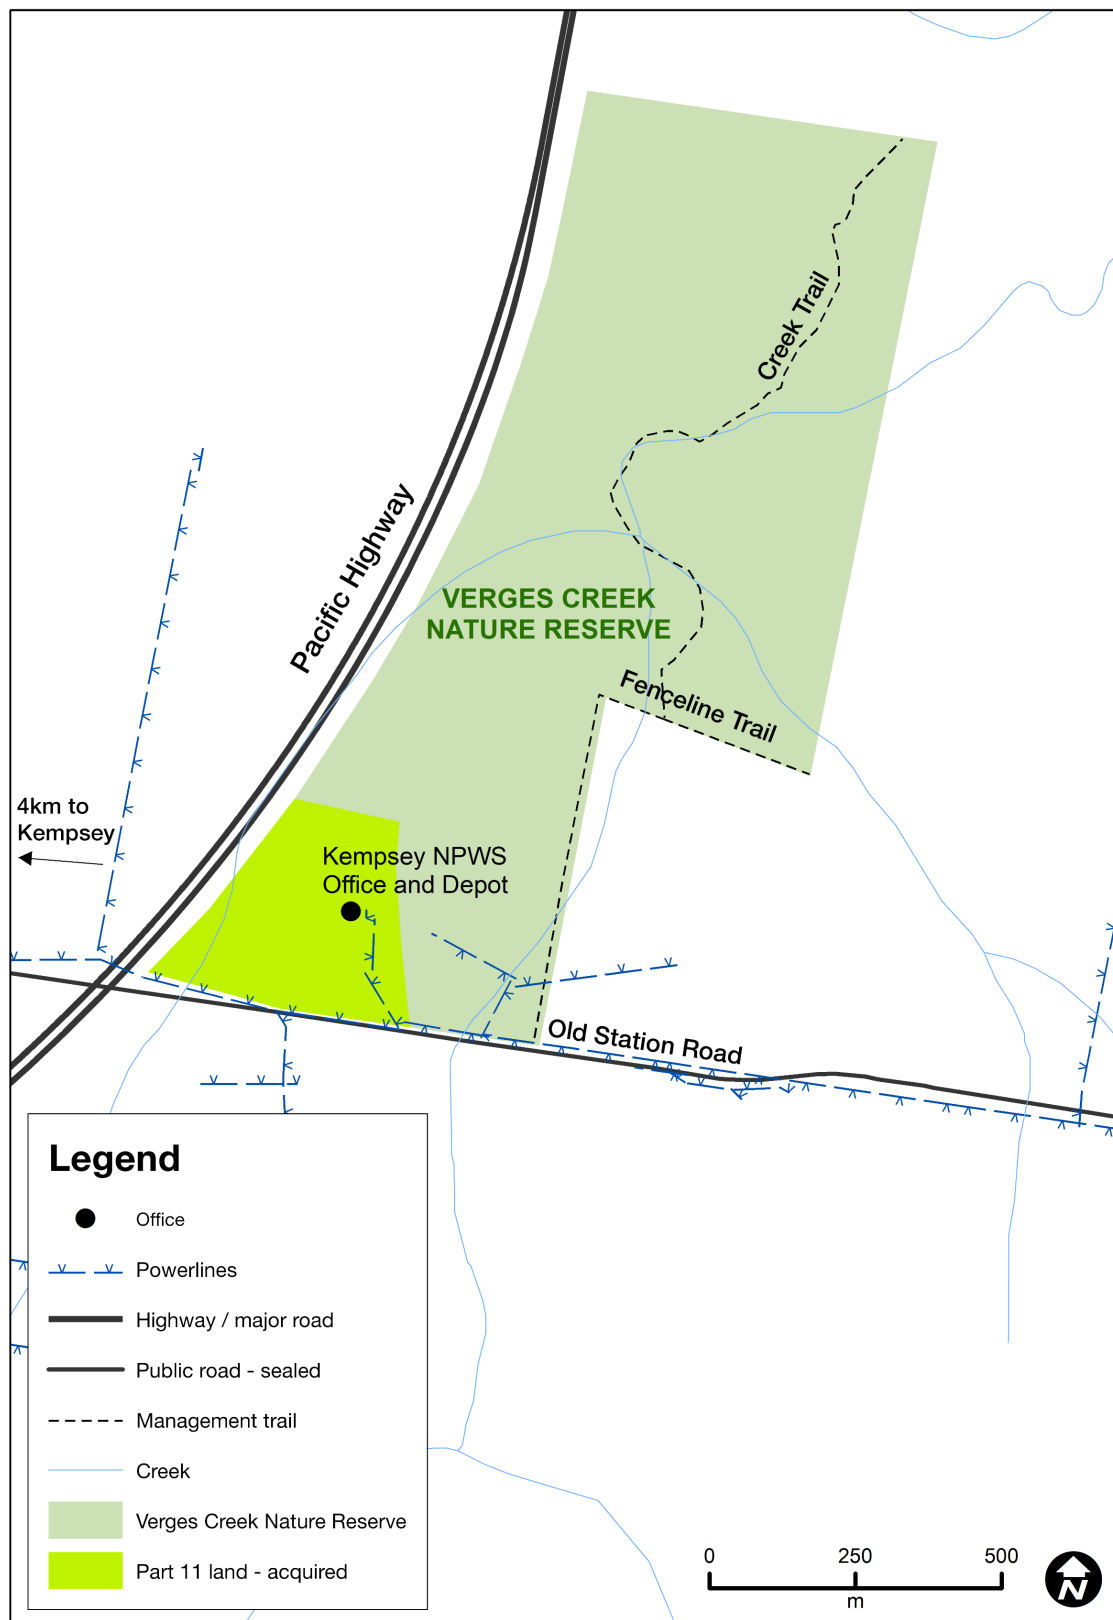 Creek Trail
Pacific Highway
VERGES CREEK
NATURE RESERVE
Fenceline Trail
4km to
Kempsey
Kempsey NPWS
Office and Depot
Old Station Road
Legend
Office
Powerlines
Highway / major road
Public road - sealed
Management trail
Creek
Verges Creek Nature Reserve
Part 11 land - acquired
0 250 500
m
N